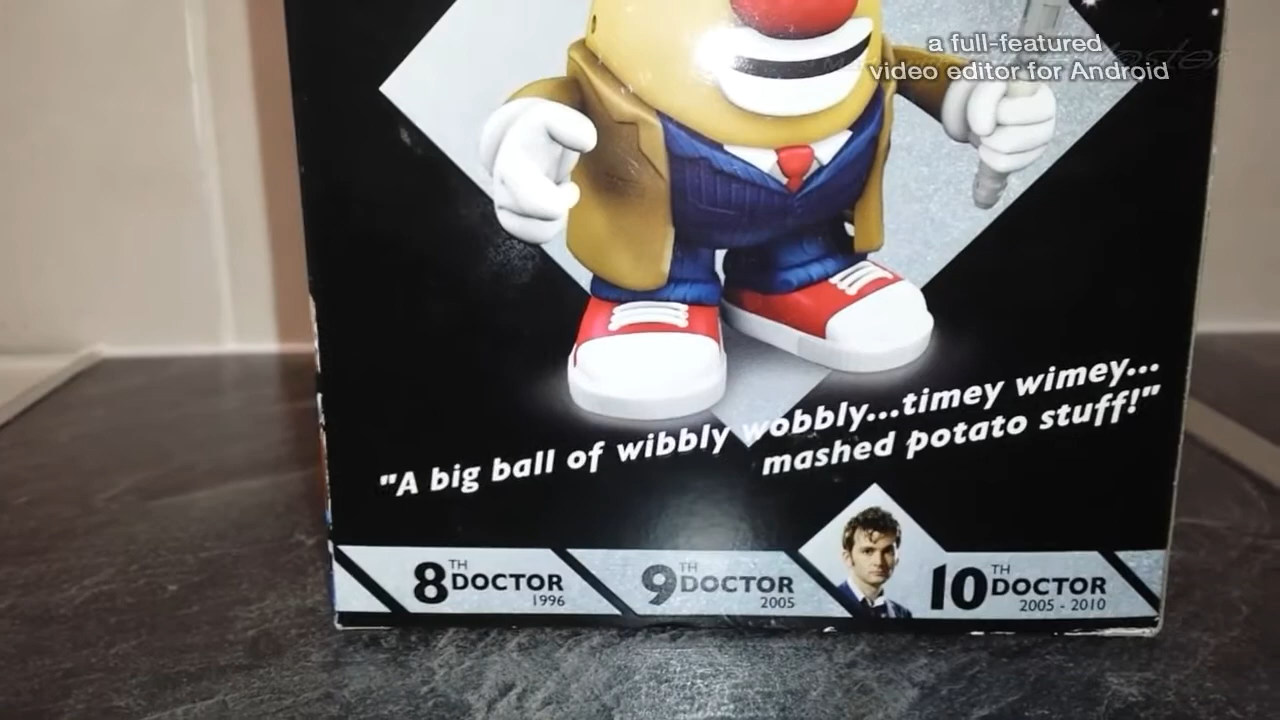 a full-featured
video editor for Android
"A big ball of wibbly wobbly...timey wimey...
mashed potato stuff!"
8TH DOCTOR
1996
9TH DOCTOR
2005
10TH DOCTOR
2005 - 2010